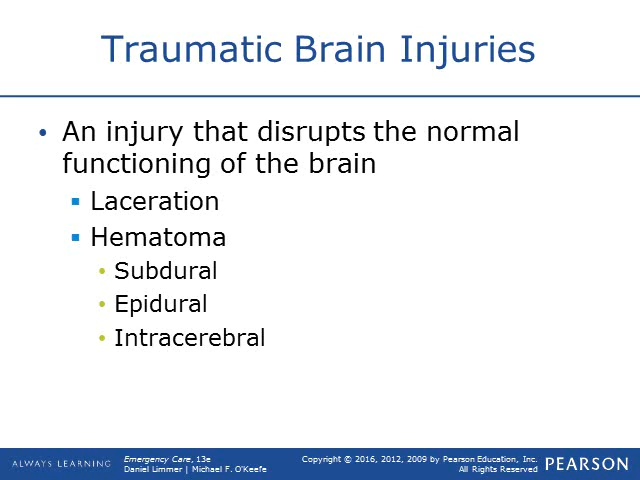 Traumatic Brain Injuries
• An injury that disrupts the normal
functioning of the brain
▪ Laceration
▪ Hematoma
• Subdural
• Epidural
• Intracerebral
ALWAYS LEARNING
Emergency Care, 13e
Daniel Limmer | Michael F. O'Keefe
Copyright © 2016, 2012, 2009 by Pearson Education, Inc.
All Rights Reserved
PEARSON